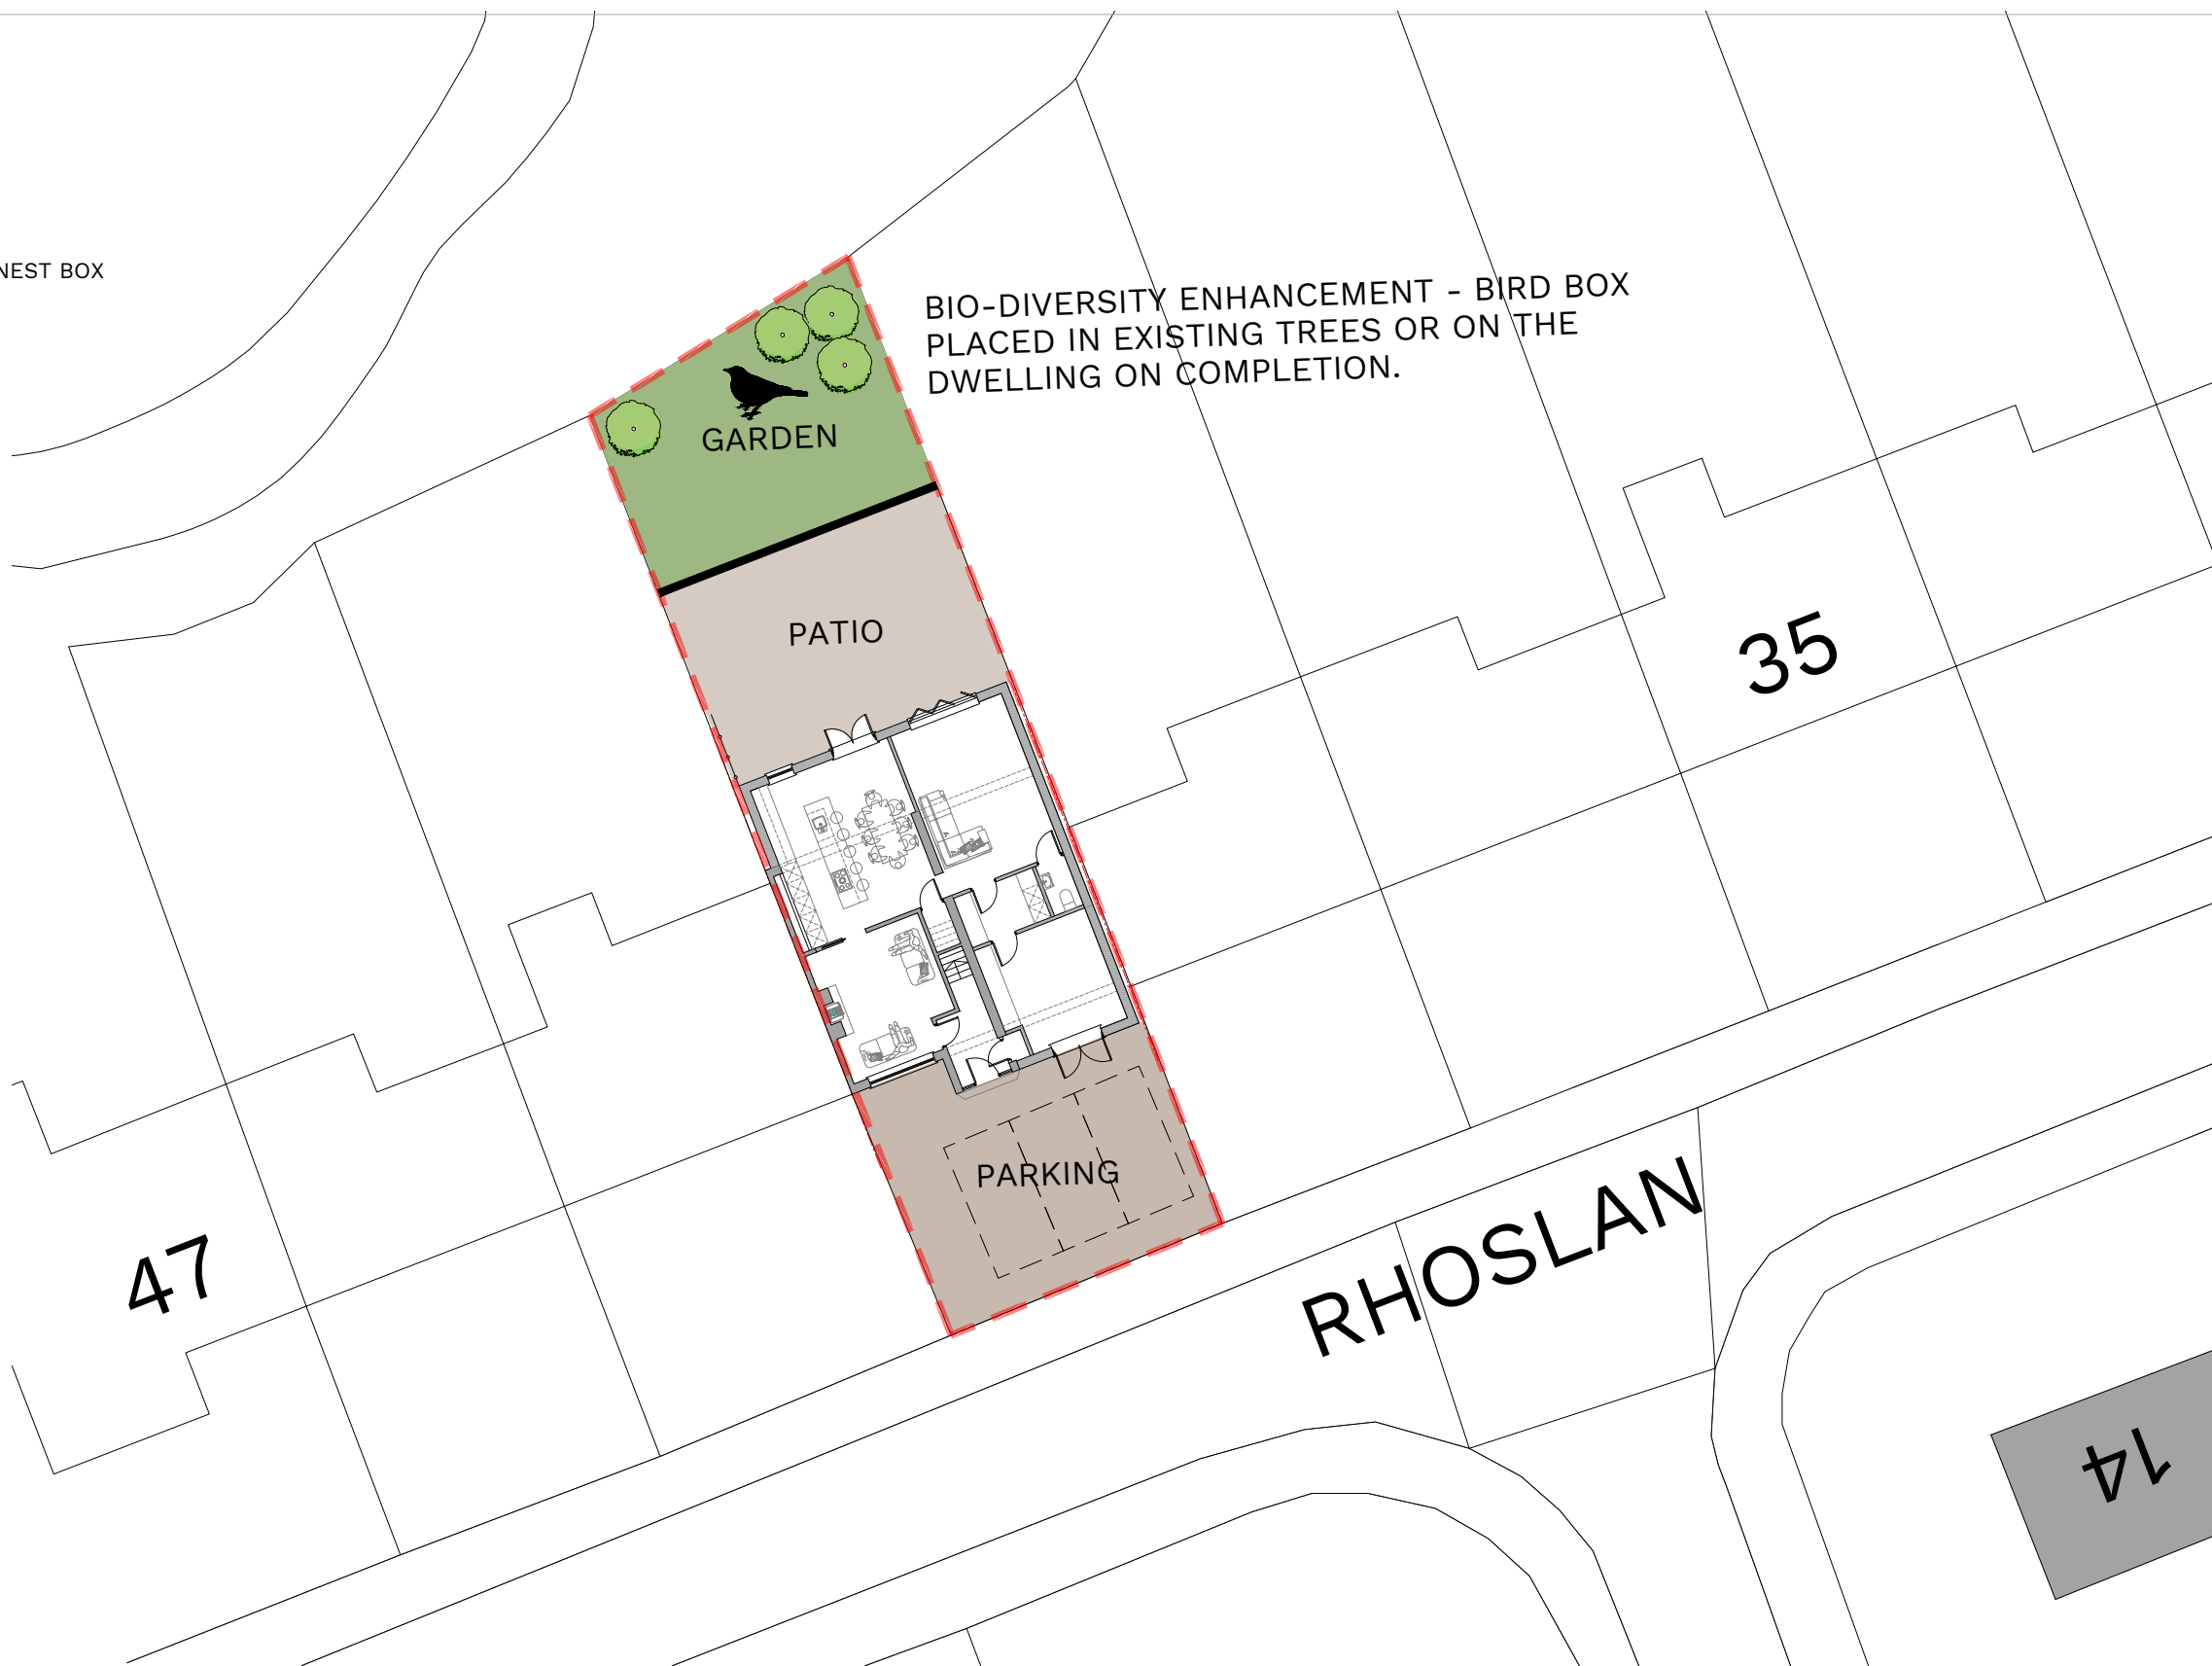 NEST BOX
BIO-DIVERSITY ENHANCEMENT - BIRD BOX
PLACED IN EXISTING TREES OR ON THE
DWELLING ON COMPLETION.
GARDEN
PATIO
35
PARKING
RHOSLAN
47
14